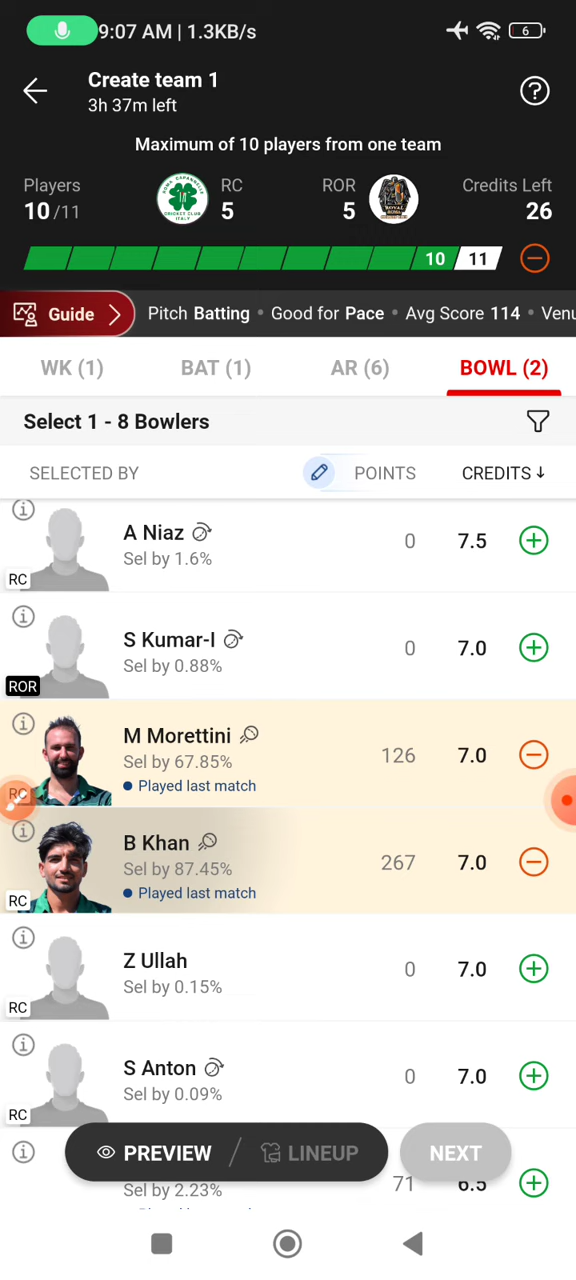 9:07 AM | 1.3KB/s
6
Create team 1
3h 37m left
Maximum of 10 players from one team
Players
10/11
RC
5
ROR
5
Credits Left
26
10
11
Guide
Pitch Batting • Good for Pace • Avg Score 114 • Venu
WK (1)
BAT (1)
AR (6)
BOWL (2)
Select 1 - 8 Bowlers
SELECTED BY
POINTS
CREDITS ↓
A Niaz
Sel by 1.6%
0
7.5
RC
S Kumar-I
Sel by 0.88%
0
7.0
ROR
M Morettini
Sel by 67.85%
• Played last match
126
7.0
RC
B Khan
Sel by 87.45%
• Played last match
267
7.0
RC
Z Ullah
Sel by 0.15%
0
7.0
RC
S Anton
Sel by 0.09%
0
7.0
RC
PREVIEW / LINEUP
NEXT
Sel by 2.23%
71
6.5